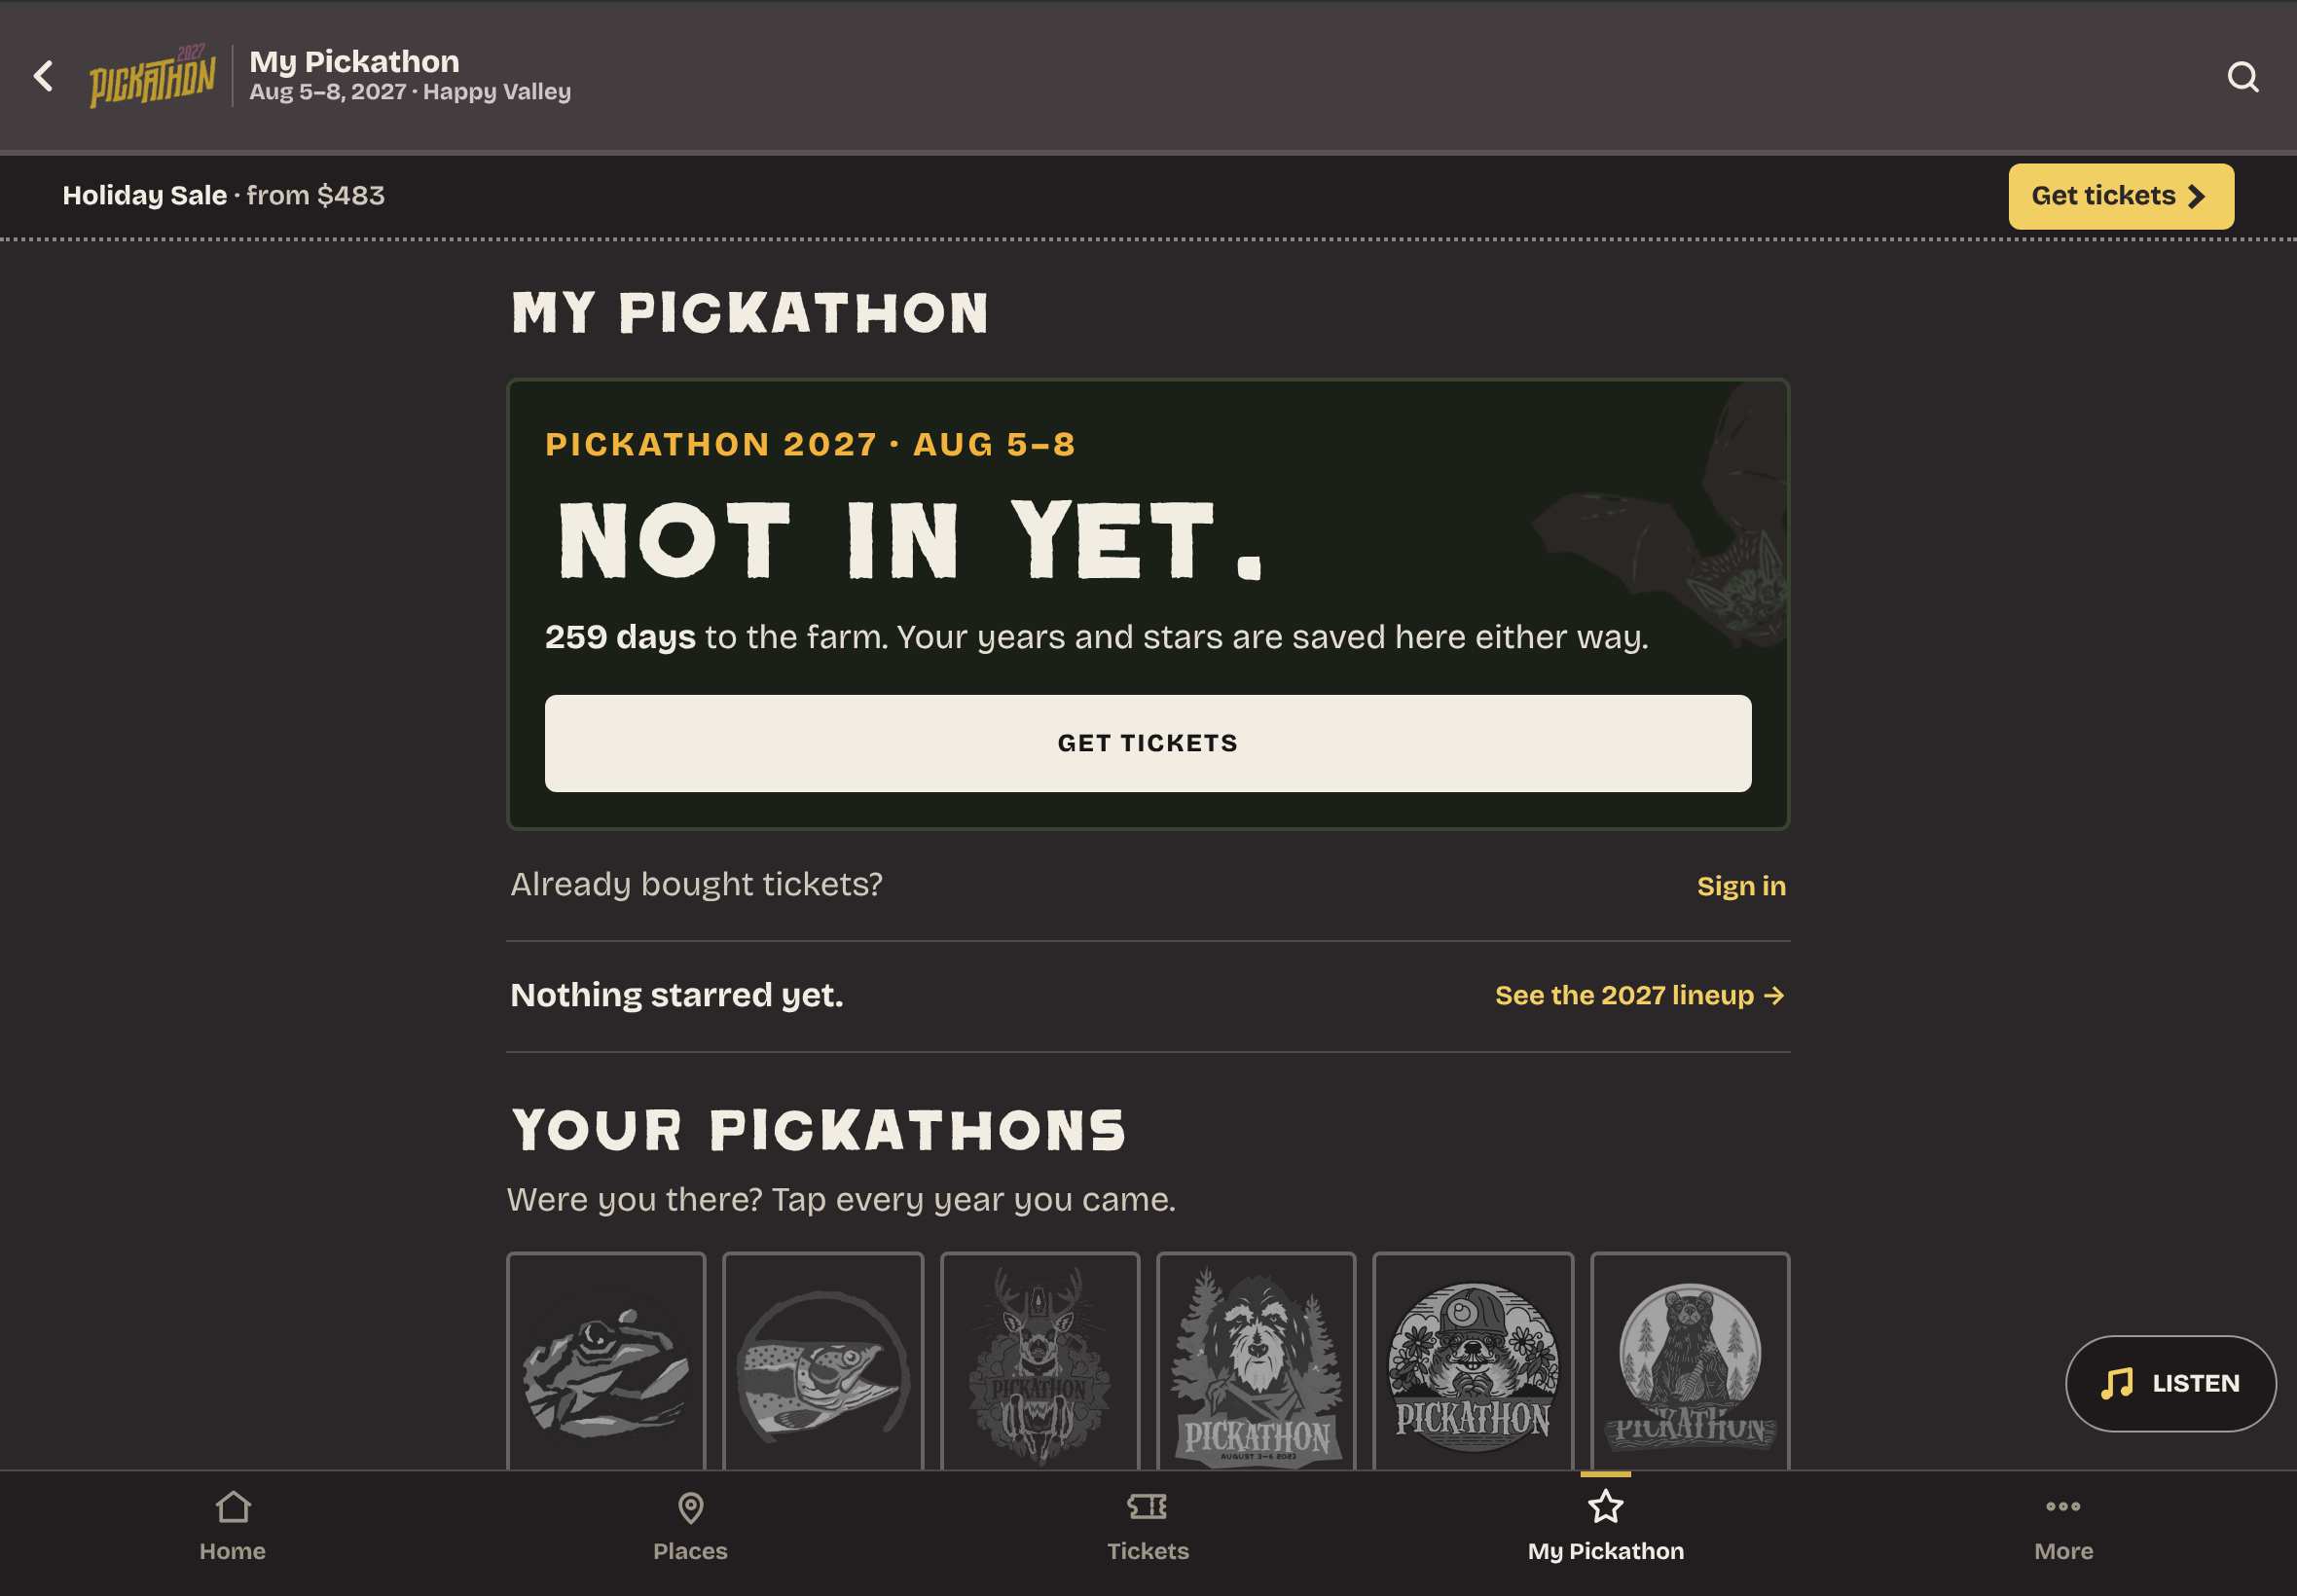 2027
PICKATHON
My Pickathon
Aug 5–8, 2027 · Happy Valley
Holiday Sale · from $483
Get tickets
MY PICKATHON
PICKATHON 2027 · AUG 5–8
NOT IN YET.
259 days to the farm. Your years and stars are saved here either way.
GET TICKETS
Already bought tickets?
Sign in
Nothing starred yet.
See the 2027 lineup →
YOUR PICKATHONS
Were you there? Tap every year you came.
PICKATHON
PICKATHON
PICKATHON
PICKATHON
LISTEN
Home
Places
Tickets
My Pickathon
More